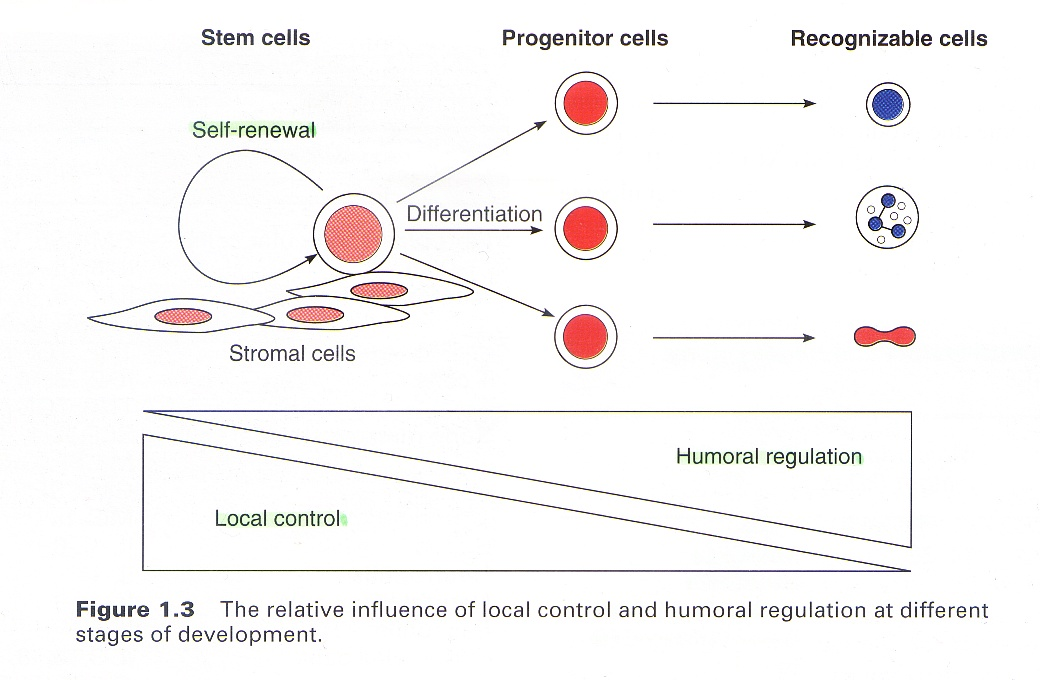 Stem cells
Progenitor cells
Recognizable cells
Self-renewal
Differentiation
Stromal cells
Humoral regulation
Local control
Figure 1.3 The relative influence of local control and humoral regulation at different
stages of development.